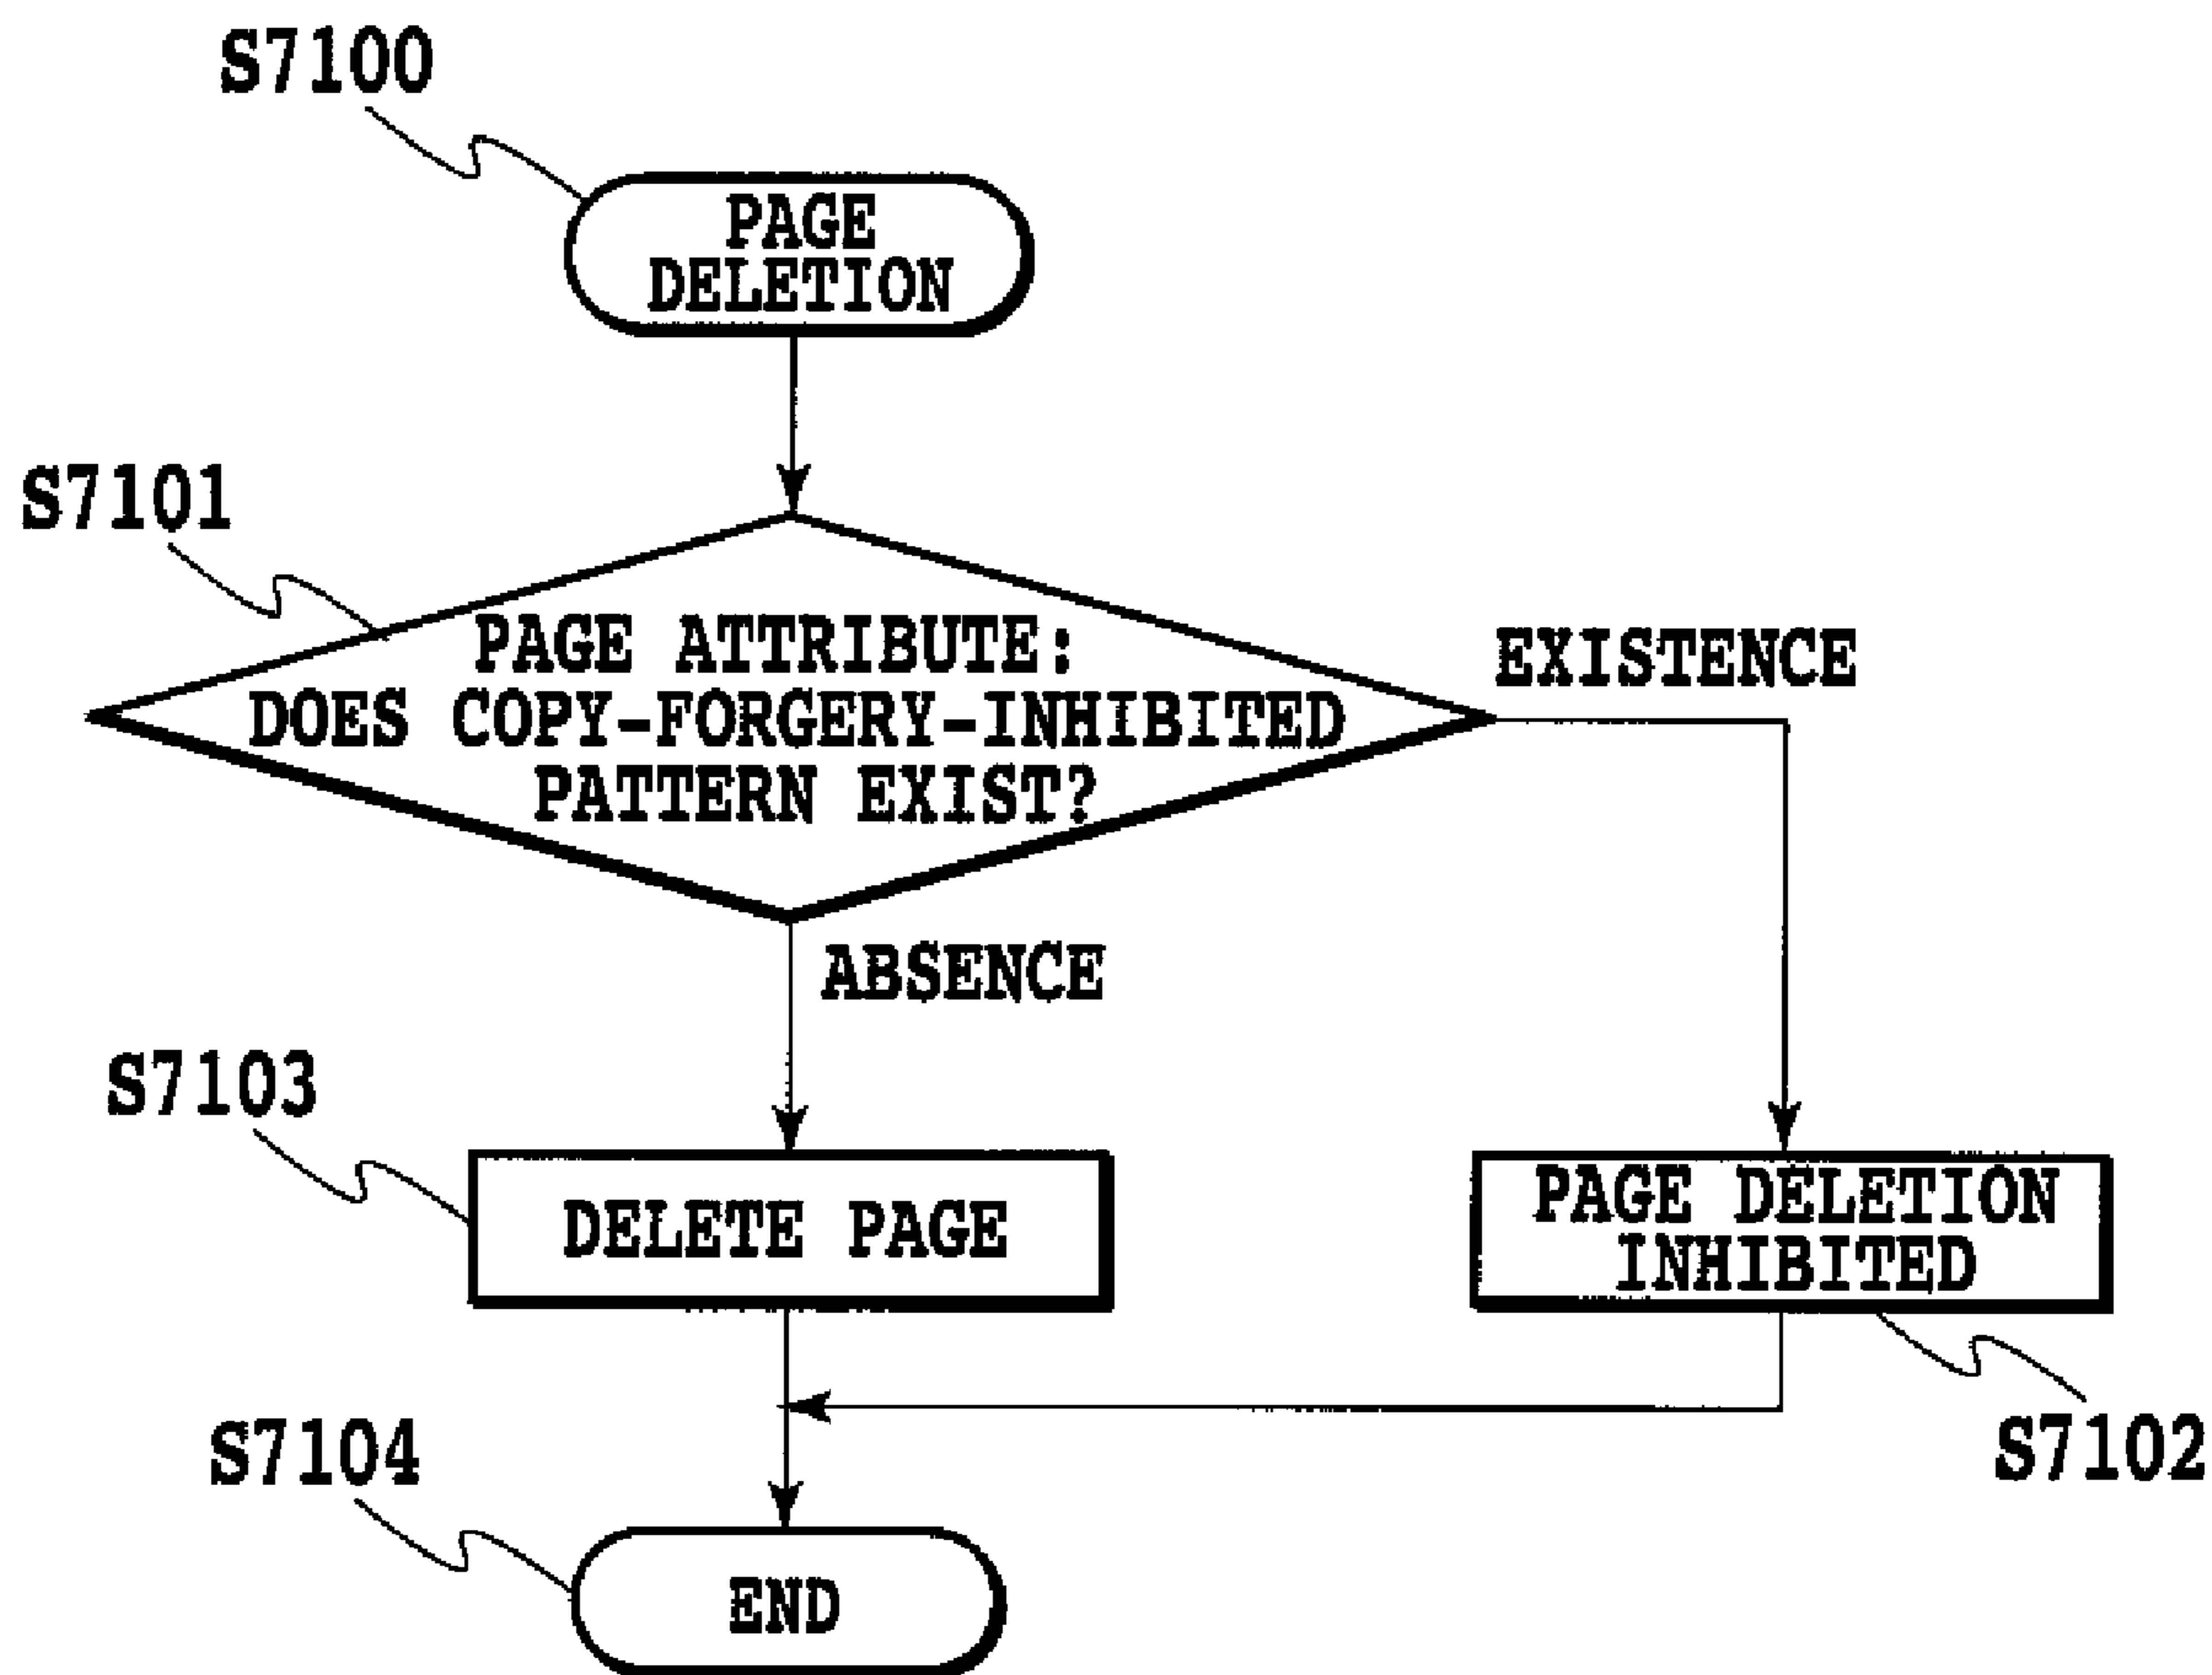 S7100
PAGE
DELETION
S7101
PAGE ATTRIBUTE:
DOES COPY-FORGERY-INHIBITED
PATTERN EXIST?
EXISTENCE
ABSENCE
S7103
DELETE PAGE
PAGE DELETION
INHIBITED
S7102
S7104
END